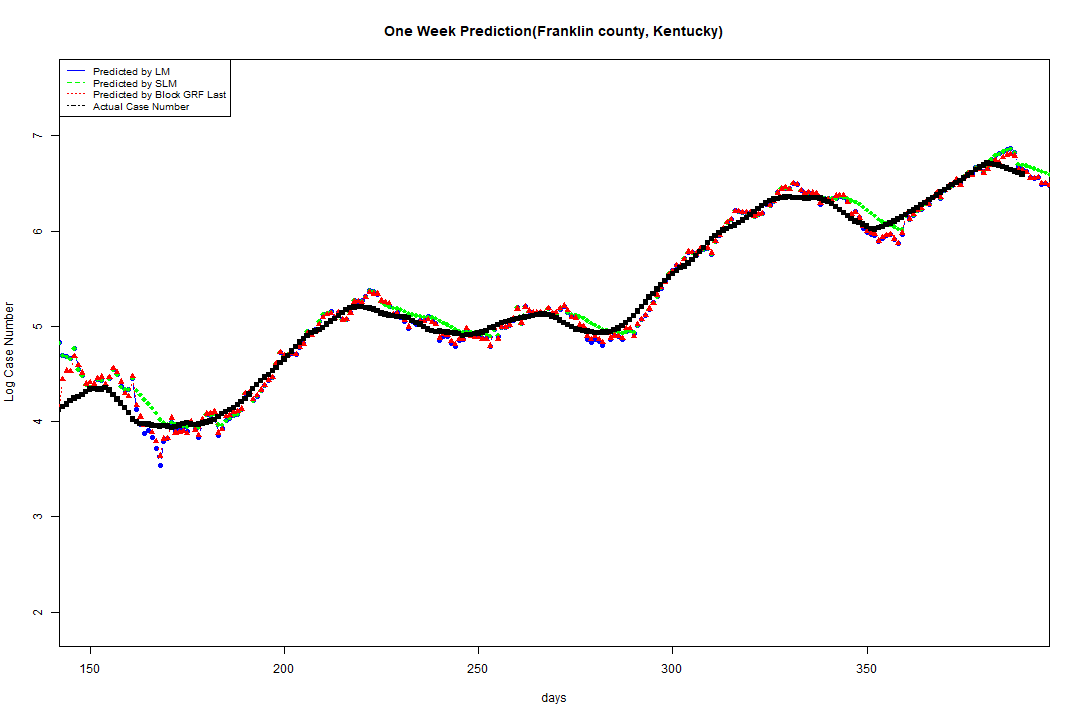 One Week Prediction(Franklin county, Kentucky)
Predicted by LM
Predicted by SLM
Predicted by Block GRF Last
Actual Case Number
Log Case Number
7
6
5
4
3
2
150 200 250 300 350
days